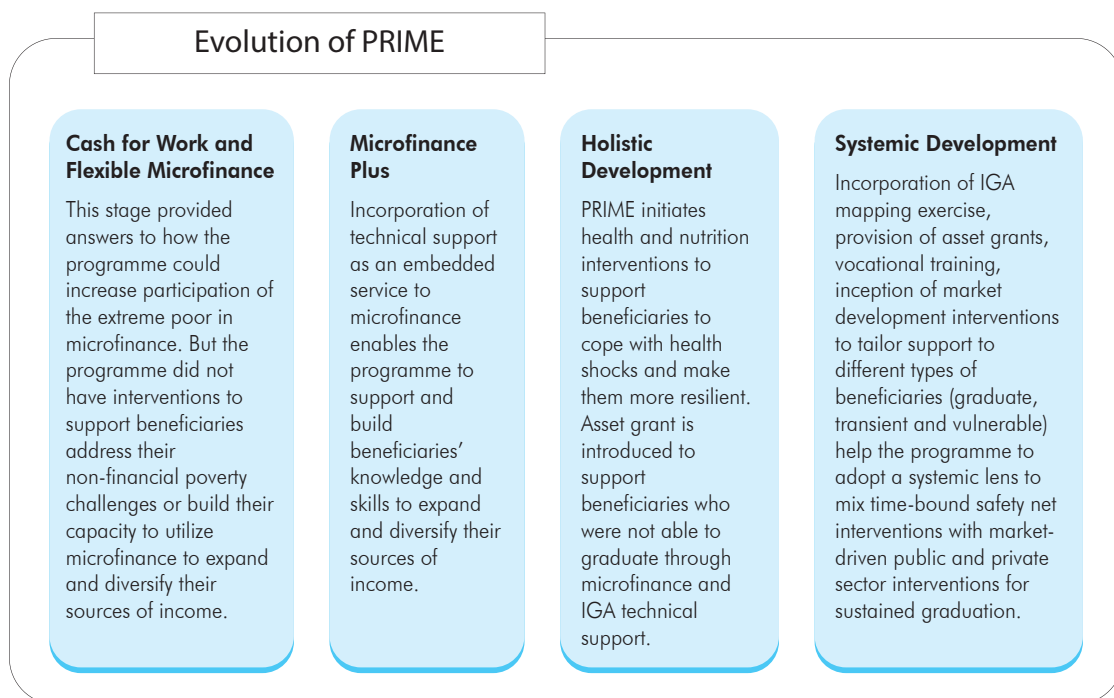 Evolution of PRIME
Cash for Work and
Flexible Microfinance
This stage provided
answers to how the
programme could
increase participation of
the extreme poor in
microfinance. But the
programme did not
have interventions to
support beneficiaries
address their
non-financial poverty
challenges or build their
capacity to utilize
microfinance to expand
and diversify their
sources of income.
Microfinance
Plus
Incorporation of
technical support
as an embedded
service to
microfinance
enables the
programme to
support and
build
beneficiaries’
knowledge and
skills to expand
and diversify their
sources of
income.
Holistic
Development
PRIME initiates
health and nutrition
interventions to
support
beneficiaries to
cope with health
shocks and make
them more resilient.
Asset grant is
introduced to
support
beneficiaries who
were not able to
graduate through
microfinance and
IGA technical
support.
Systemic Development
Incorporation of IGA
mapping exercise,
provision of asset grants,
vocational training,
inception of market
development interventions
to tailor support to
different types of
beneficiaries (graduate,
transient and vulnerable)
help the programme to
adopt a systemic lens to
mix time-bound safety net
interventions with market-
driven public and private
sector interventions for
sustained graduation.